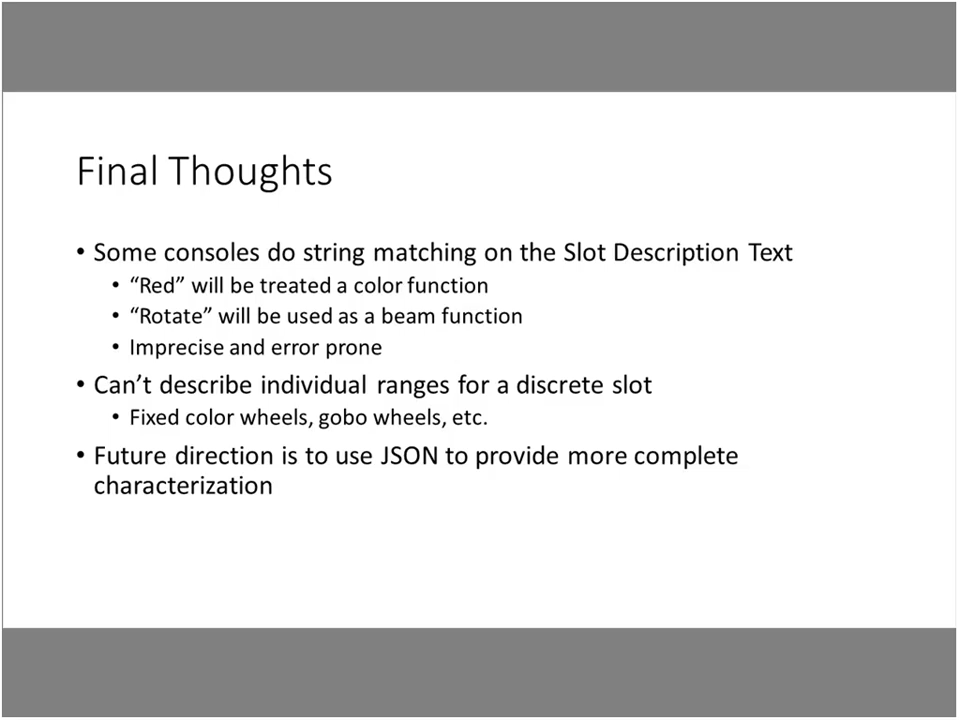 Final Thoughts
• Some consoles do string matching on the Slot Description Text
• “Red” will be treated a color function
• “Rotate” will be used as a beam function
• Imprecise and error prone
• Can’t describe individual ranges for a discrete slot
• Fixed color wheels, gobo wheels, etc.
• Future direction is to use JSON to provide more complete
characterization